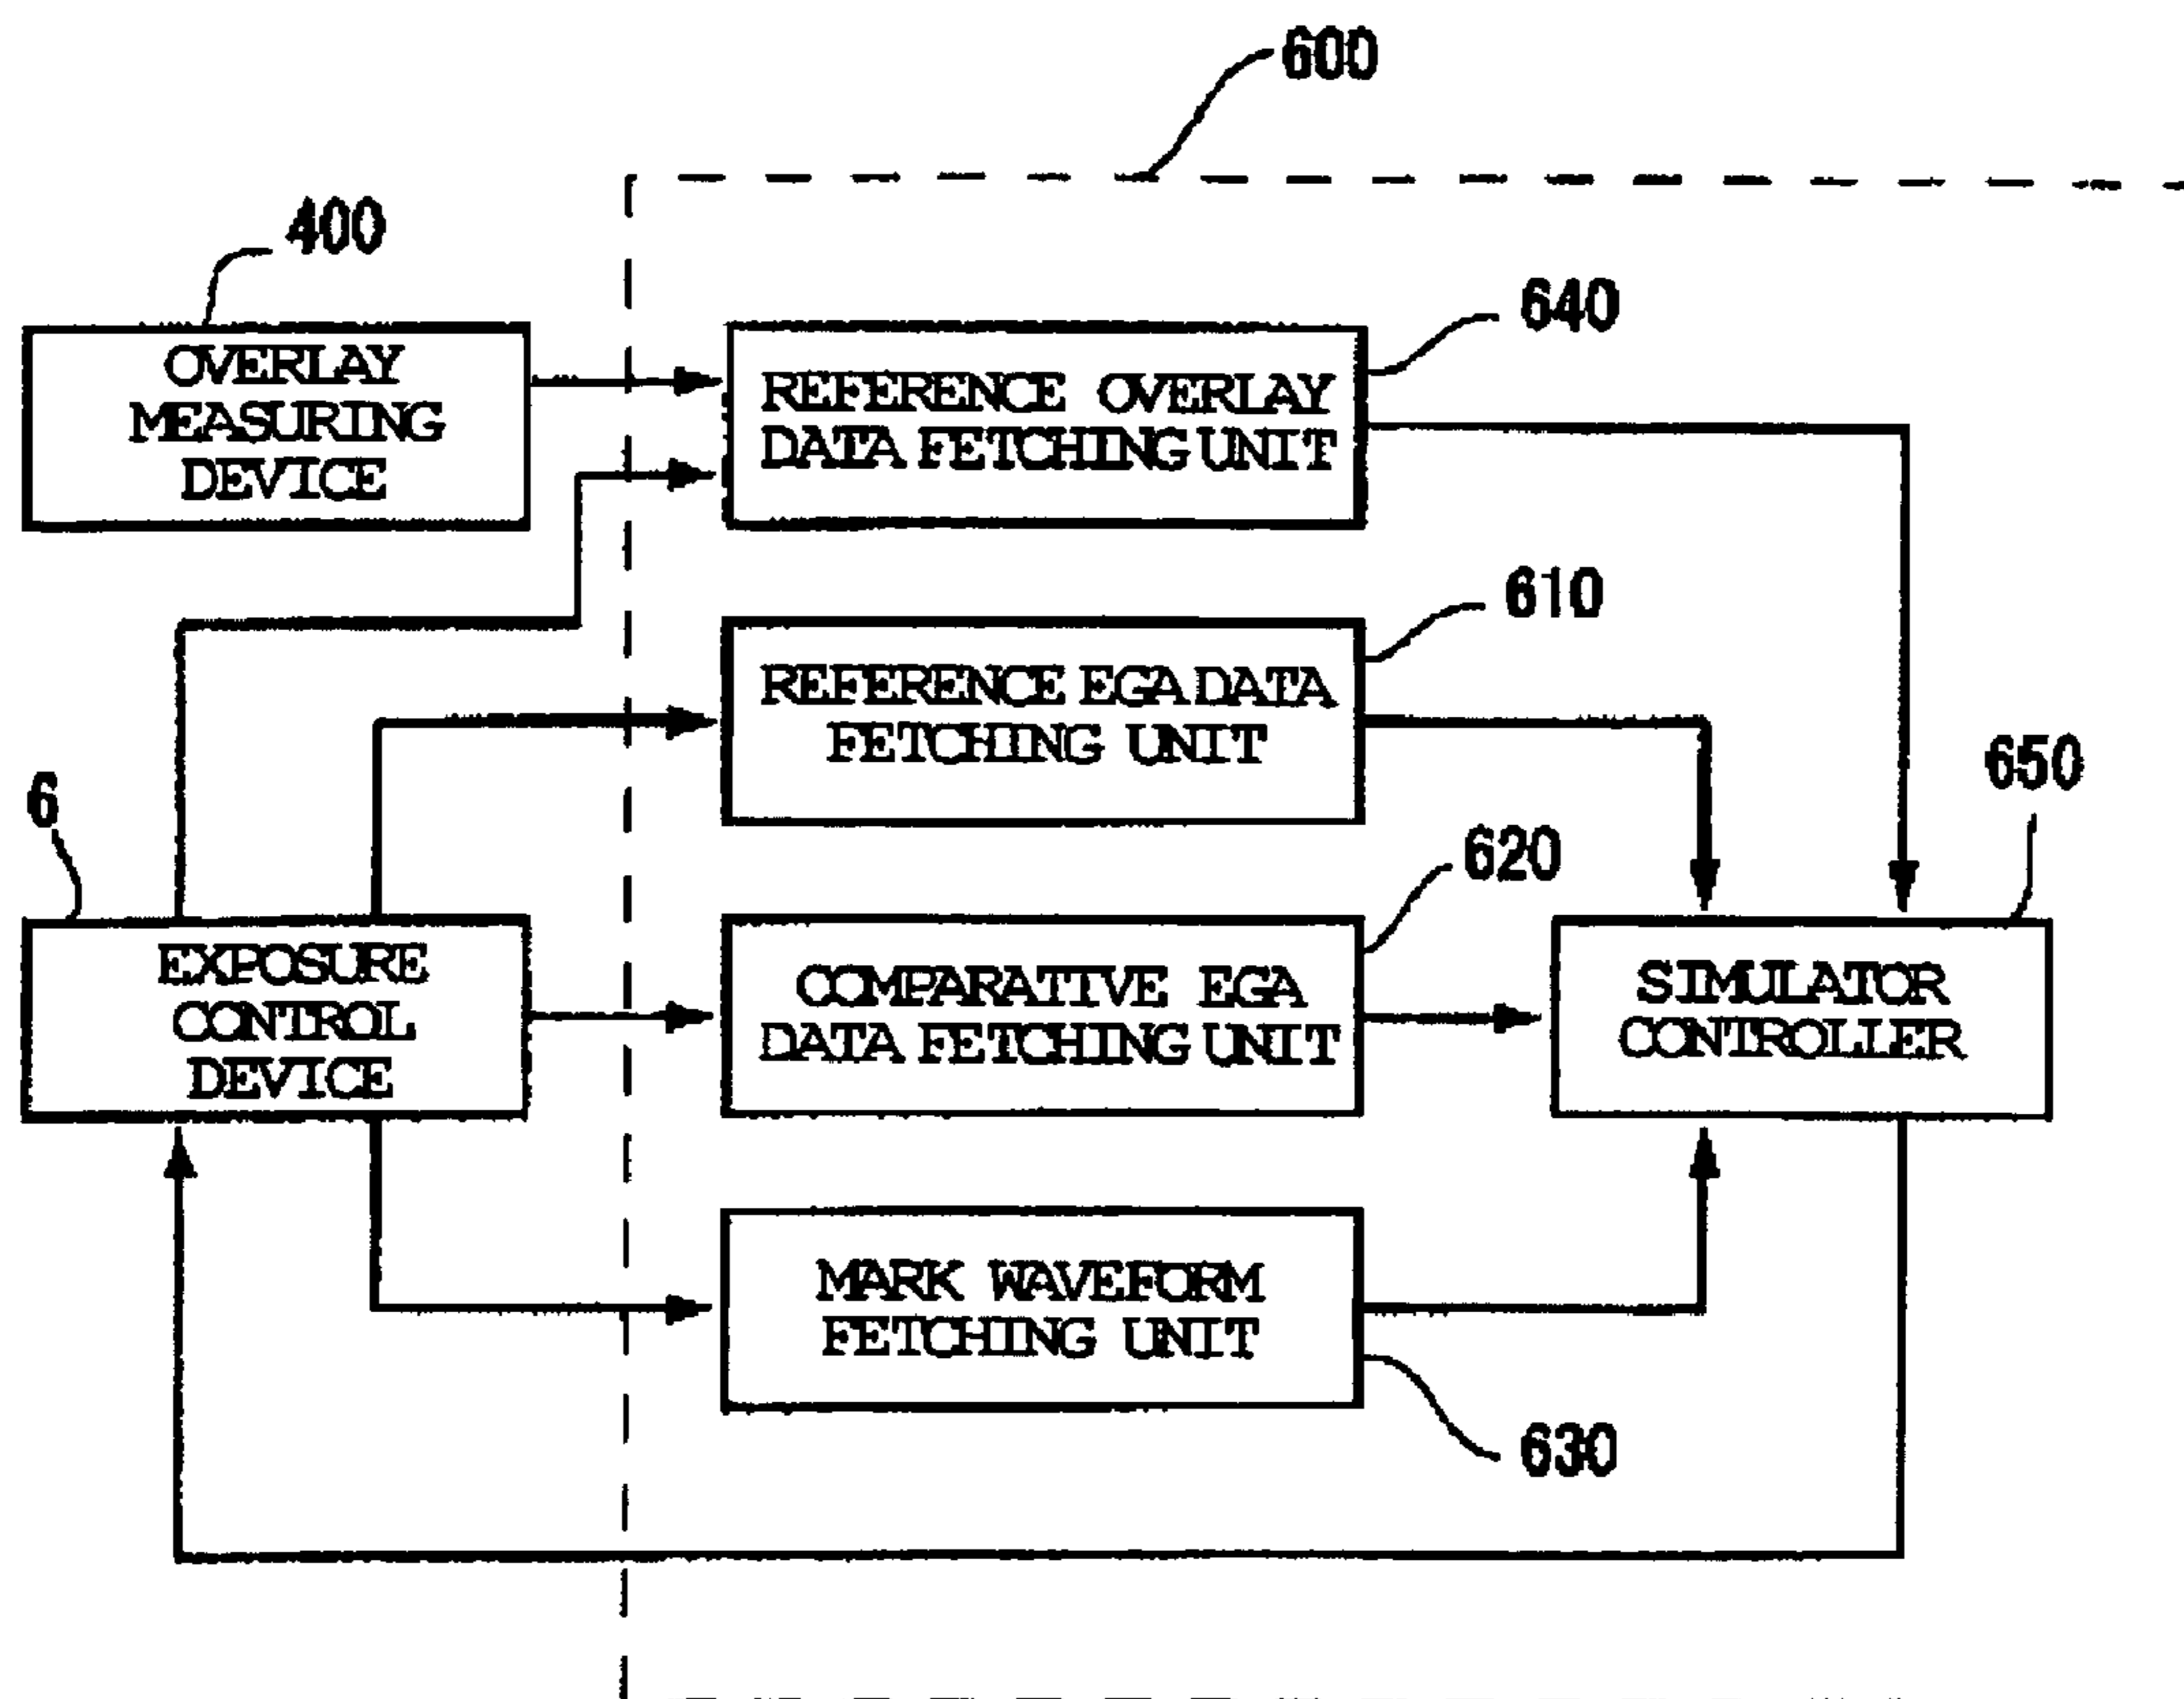 600
400
OVERLAY
MEASURING
DEVICE
640
REFERENCE OVERLAY
DATA FETCHING UNIT
610
REFERENCE EGA DATA
FETCHING UNIT
650
6
EXPOSURE
CONTROL
DEVICE
620
COMPARATIVE EGA
DATA FETCHING UNIT
SIMULATOR
CONTROLLER
MARK WAVEFORM
FETCHING UNIT
630